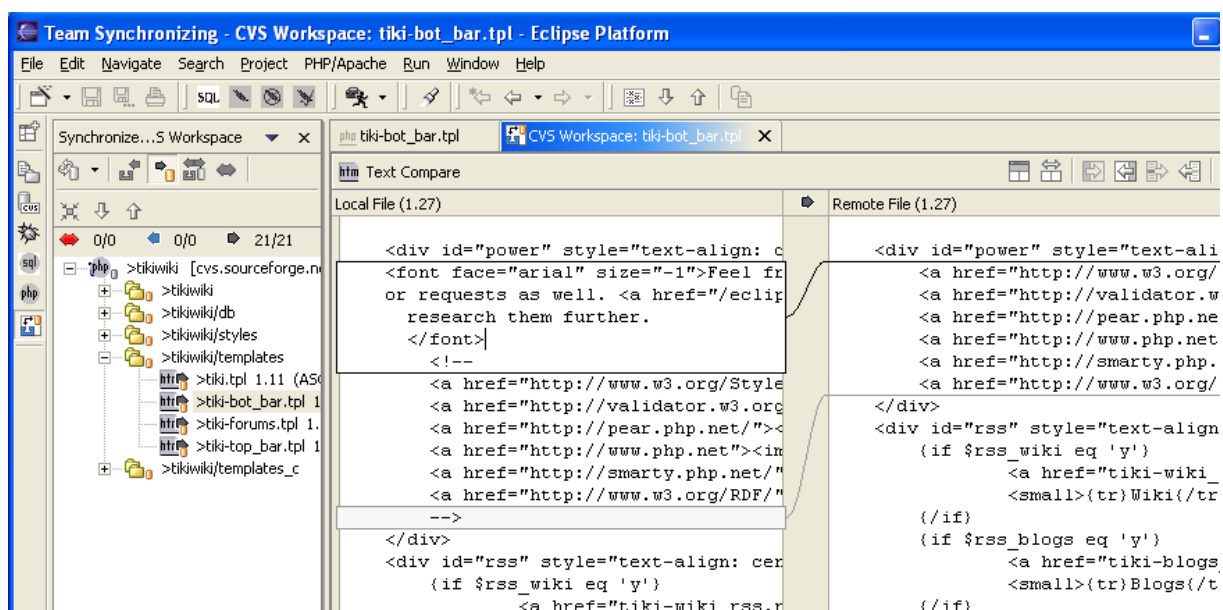 Team Synchronizing - CVS Workspace: tiki-bot_bar.tpl - Eclipse Platform
File Edit Navigate Search Project PHP/Apache Run Window Help
SQL
Synchronize...S Workspace
php tiki-bot_bar.tpl
CVS Workspace: tiki-bot_bar.tpl
htm Text Compare
cvs
sql
php
0/0 0/0 21/21
php >tikiwiki [cvs.sourceforge.n
>tikiwiki
>tikiwiki/db
>tikiwiki/styles
>tikiwiki/templates
>tiki.tpl 1.11 (AS
>tiki-bot_bar.tpl 1
>tiki-forums.tpl 1.
>tiki-top_bar.tpl 1
>tikiwiki/templates_c
Local File (1.27)
<div id="power" style="text-align: c
<font face="arial" size="-1">Feel fr
or requests as well. <a href="/eclip
research them further.
</font>
<!--
<a href="http://www.w3.org/Style
<a href="http://validator.w3.org
<a href="http://pear.php.net/"><
<a href="http://www.php.net"><im
<a href="http://smarty.php.net/"
<a href="http://www.w3.org/RDF/"
-->
</div>
<div id="rss" style="text-align: cen
{if $rss_wiki eq 'y'}
<a href="tiki-wiki_rss.p
Remote File (1.27)
<div id="power" style="text-ali
<a href="http://www.w3.org/
<a href="http://validator.w
<a href="http://pear.php.ne
<a href="http://www.php.net
<a href="http://smarty.php.
<a href="http://www.w3.org/
</div>
<div id="rss" style="text-align
{if $rss_wiki eq 'y'}
<a href="tiki-wiki_
<small>{tr}Wiki{/tr
{/if}
{if $rss_blogs eq 'y'}
<a href="tiki-blogs
<small>{tr}Blogs{/t
{/if}